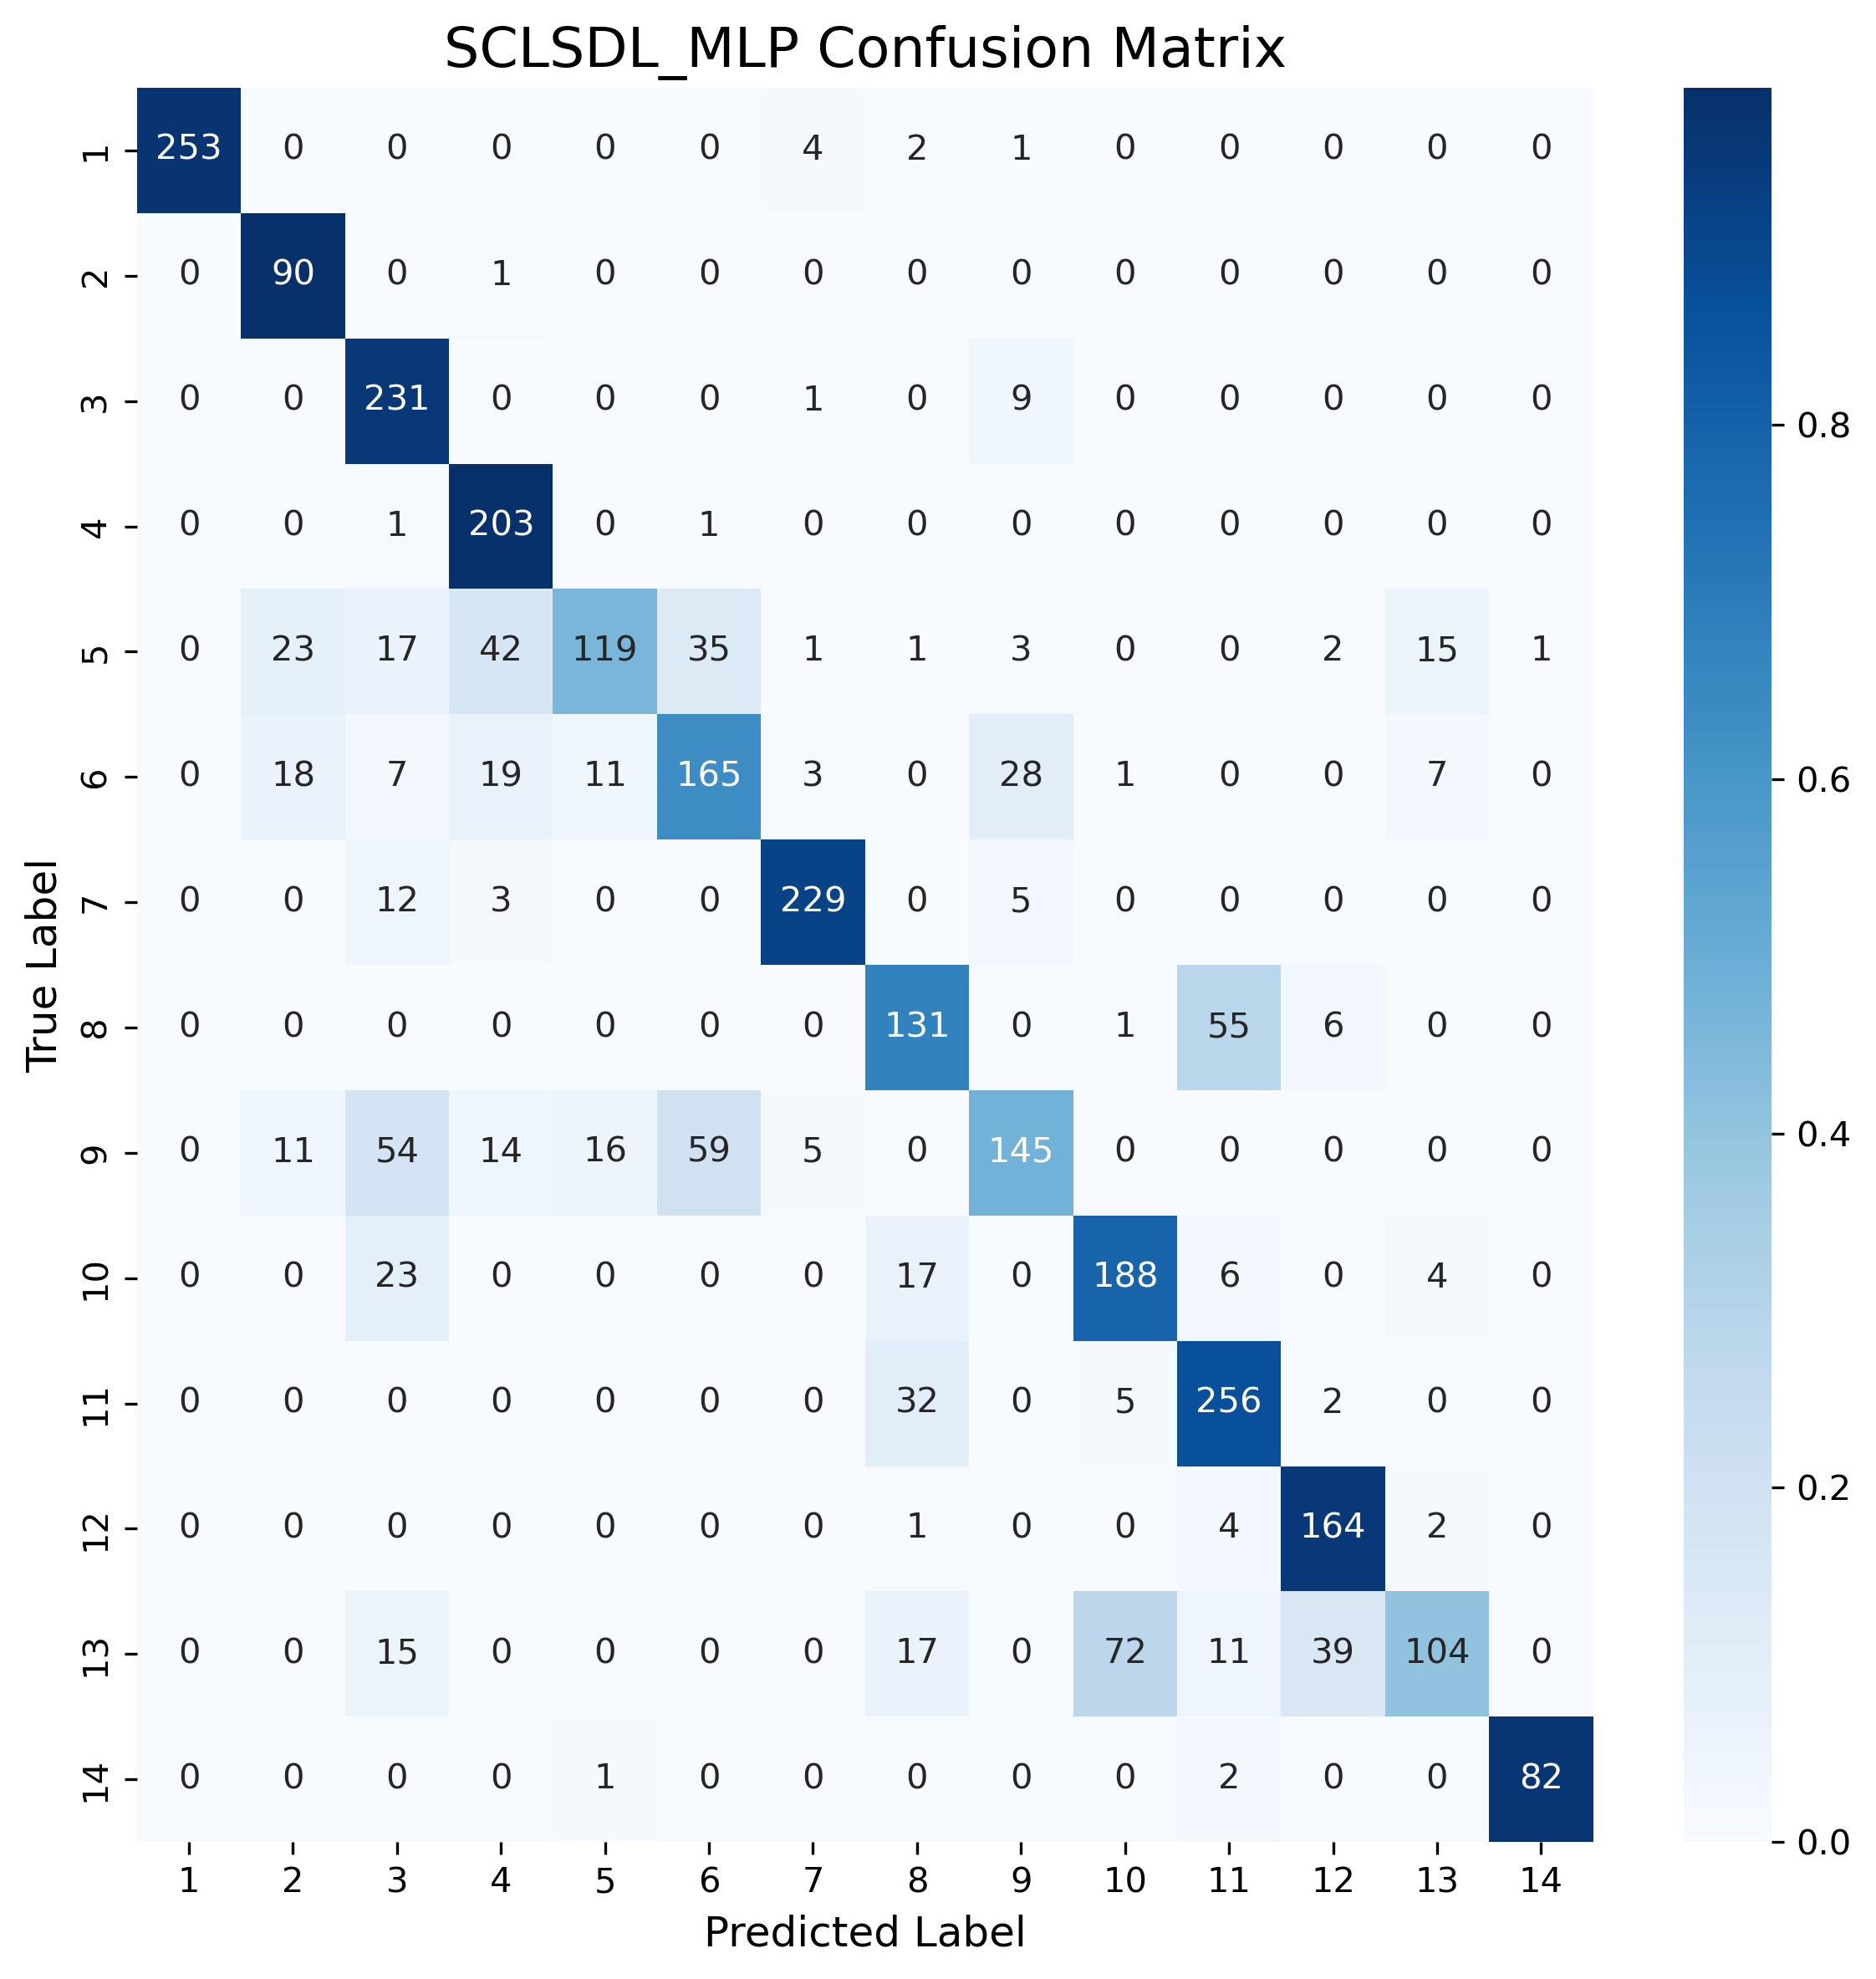 SCLSDL_MLP Confusion Matrix
1 253 0 0 0 0 0 4 2 1 0 0 0 0 0
2 0 90 0 1 0 0 0 0 0 0 0 0 0 0
3 0 0 231 0 0 0 1 0 9 0 0 0 0 0
4 0 0 1 203 0 1 0 0 0 0 0 0 0 0
5 0 23 17 42 119 35 1 1 3 0 0 2 15 1
6 0 18 7 19 11 165 3 0 28 1 0 0 7 0
7 0 0 12 3 0 0 229 0 5 0 0 0 0 0
8 0 0 0 0 0 0 0 131 0 1 55 6 0 0
9 0 11 54 14 16 59 5 0 145 0 0 0 0 0
10 0 0 23 0 0 0 0 17 0 188 6 0 4 0
11 0 0 0 0 0 0 0 32 0 5 256 2 0 0
12 0 0 0 0 0 0 0 1 0 0 4 164 2 0
13 0 0 15 0 0 0 0 17 0 72 11 39 104 0
14 0 0 0 0 1 0 0 0 0 0 2 0 0 82
1 2 3 4 5 6 7 8 9 10 11 12 13 14
Predicted Label
True Label
0.8
0.6
0.4
0.2
0.0